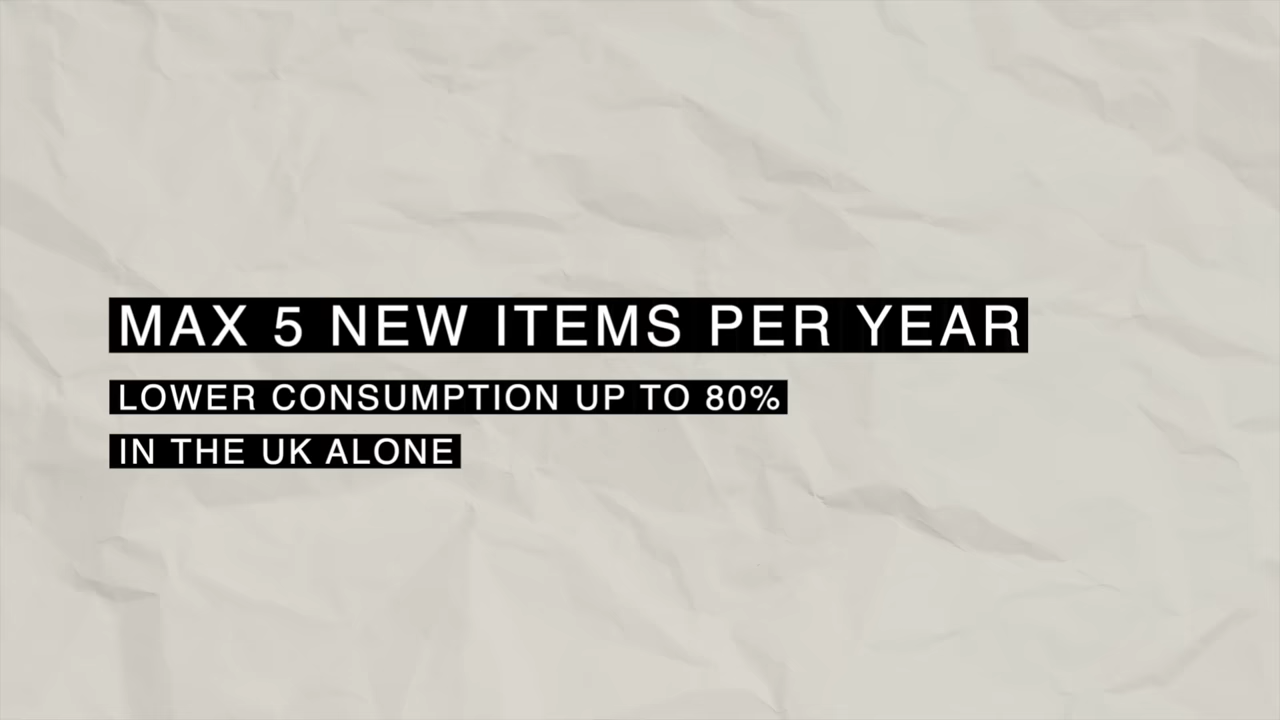 MAX 5 NEW ITEMS PER YEAR
LOWER CONSUMPTION UP TO 80%
IN THE UK ALONE